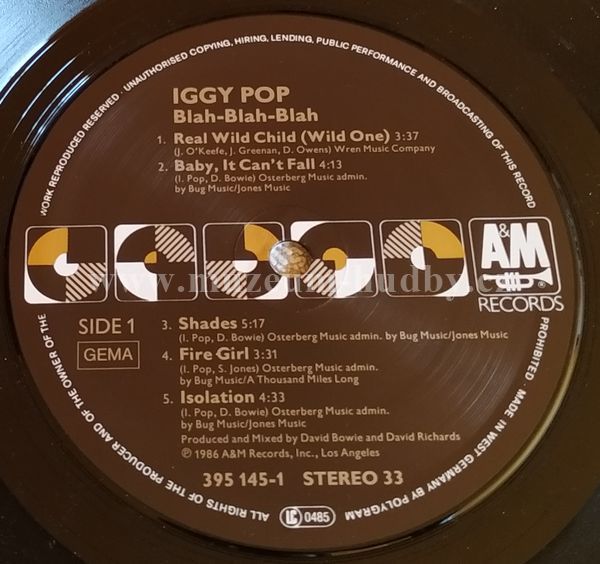 WORK REPRODUCED RESERVED · UNAUTHORISED COPYING, HIRING, LENDING, PUBLIC PERFORMANCE AND BROADCASTING OF THIS RECORD
IGGY POP
Blah-Blah-Blah
1. Real Wild Child (Wild One) 3:37
(J. O'Keefe, J. Greenan, D. Owens) Wren Music Company
2. Baby, It Can't Fall 4:13
(I. Pop, D. Bowie) Osterberg Music admin.
by Bug Music/Jones Music
A&M
®
RECORDS
www.muzeum-hudby.c
SIDE 1
GEMA
3. Shades 5:17
(I. Pop, D. Bowie) Osterberg Music admin. by Bug Music/Jones Music
4. Fire Girl 3:31
(I. Pop, S. Jones) Osterberg Music admin.
by Bug Music/A Thousand Miles Long
5. Isolation 4:33
(I. Pop, D. Bowie) Osterberg Music admin.
by Bug Music/Jones Music
Produced and Mixed by David Bowie and David Richards
℗ 1986 A&M Records, Inc., Los Angeles
395 145-1 STEREO 33
LC 0485
PROHIBITED · MADE IN WEST GERMANY BY POLYGRAM
ALL RIGHTS OF THE PRODUCER AND OF THE OWNER OF THE